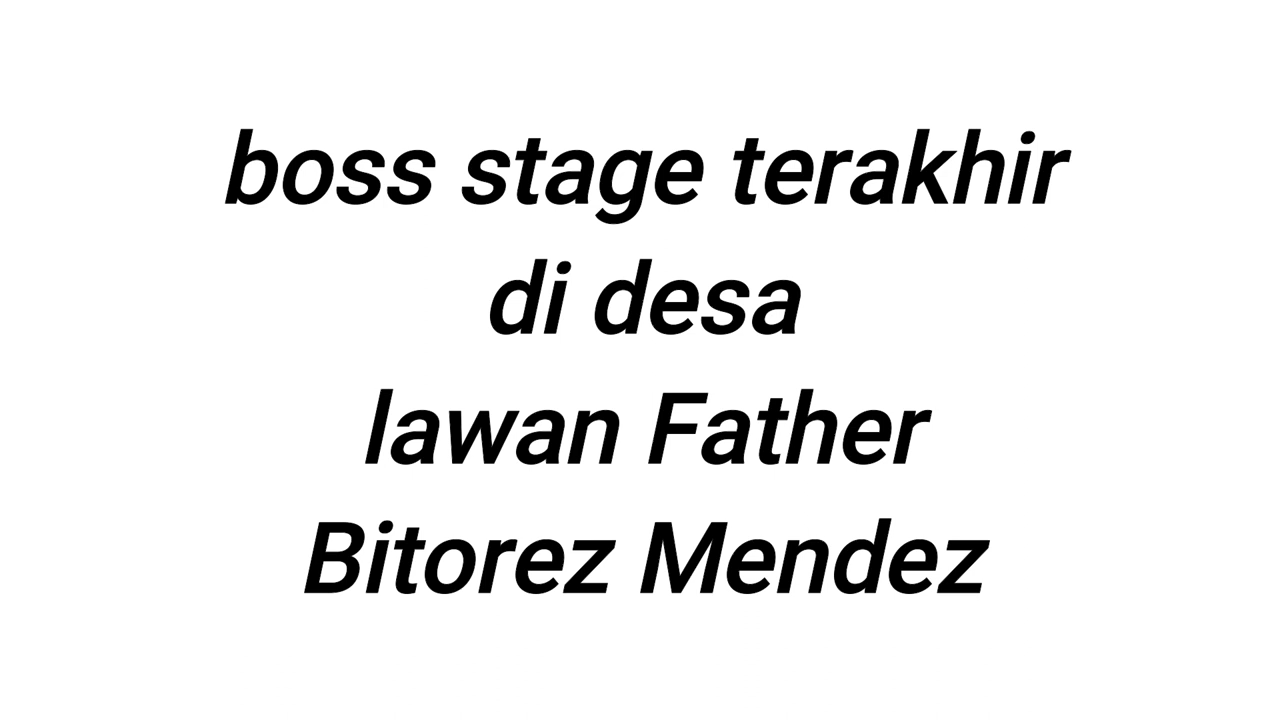 boss stage terakhir
di desa
lawan Father
Bitorez Mendez